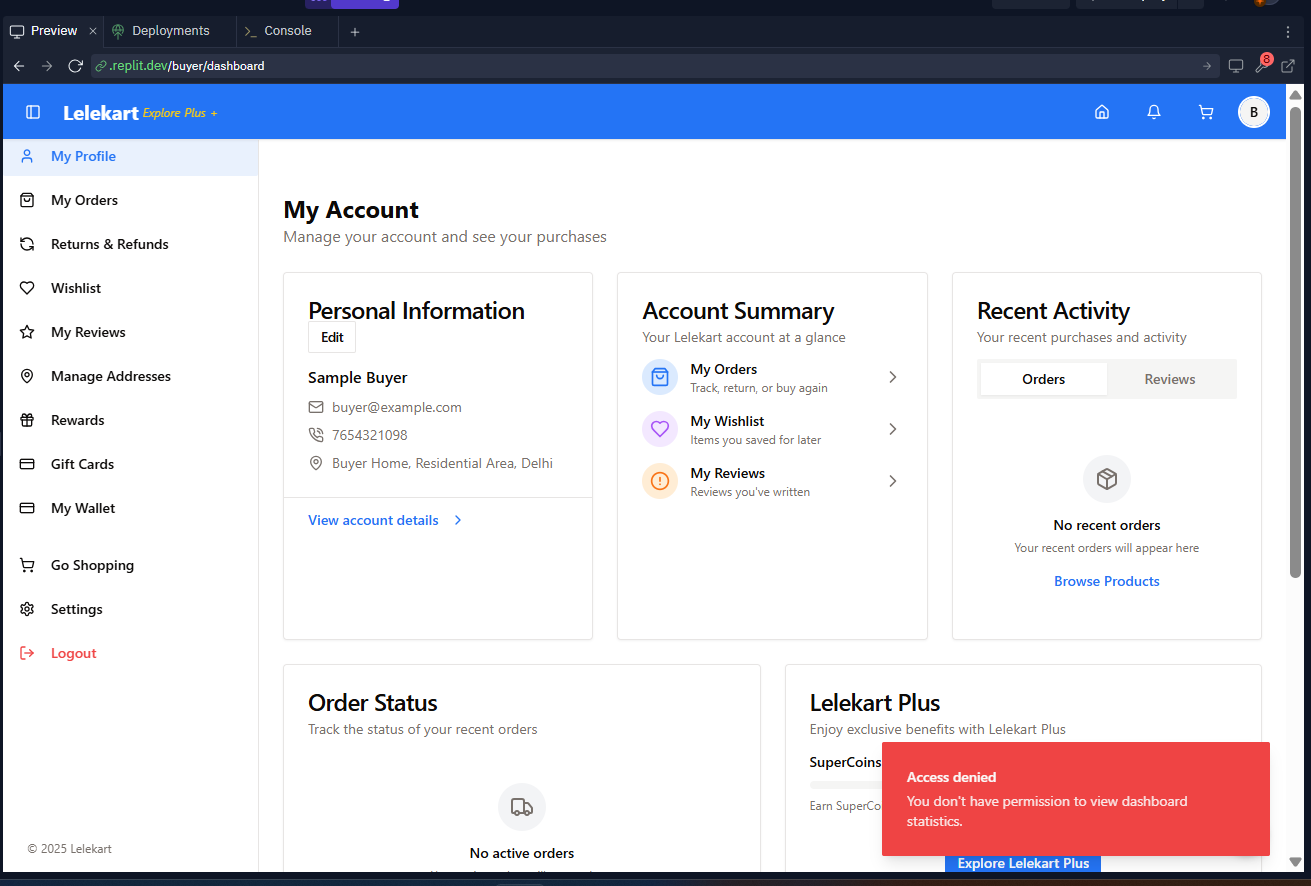 Preview
Deployments
Console
.replit.dev/buyer/dashboard
8
Lelekart
Explore Plus +
B
My Profile
My Orders
Returns & Refunds
Wishlist
My Reviews
Manage Addresses
Rewards
Gift Cards
My Wallet
Go Shopping
Settings
Logout
© 2025 Lelekart
My Account
Manage your account and see your purchases
Personal Information
Edit
Sample Buyer
buyer@example.com
7654321098
Buyer Home, Residential Area, Delhi
View account details
Account Summary
Your Lelekart account at a glance
My Orders
Track, return, or buy again
My Wishlist
Items you saved for later
My Reviews
Reviews you've written
Recent Activity
Your recent purchases and activity
Orders
Reviews
No recent orders
Your recent orders will appear here
Browse Products
Order Status
Track the status of your recent orders
No active orders
Lelekart Plus
Enjoy exclusive benefits with Lelekart Plus
SuperCoins
Earn SuperCo
Explore Lelekart Plus
Access denied
You don't have permission to view dashboard
statistics.